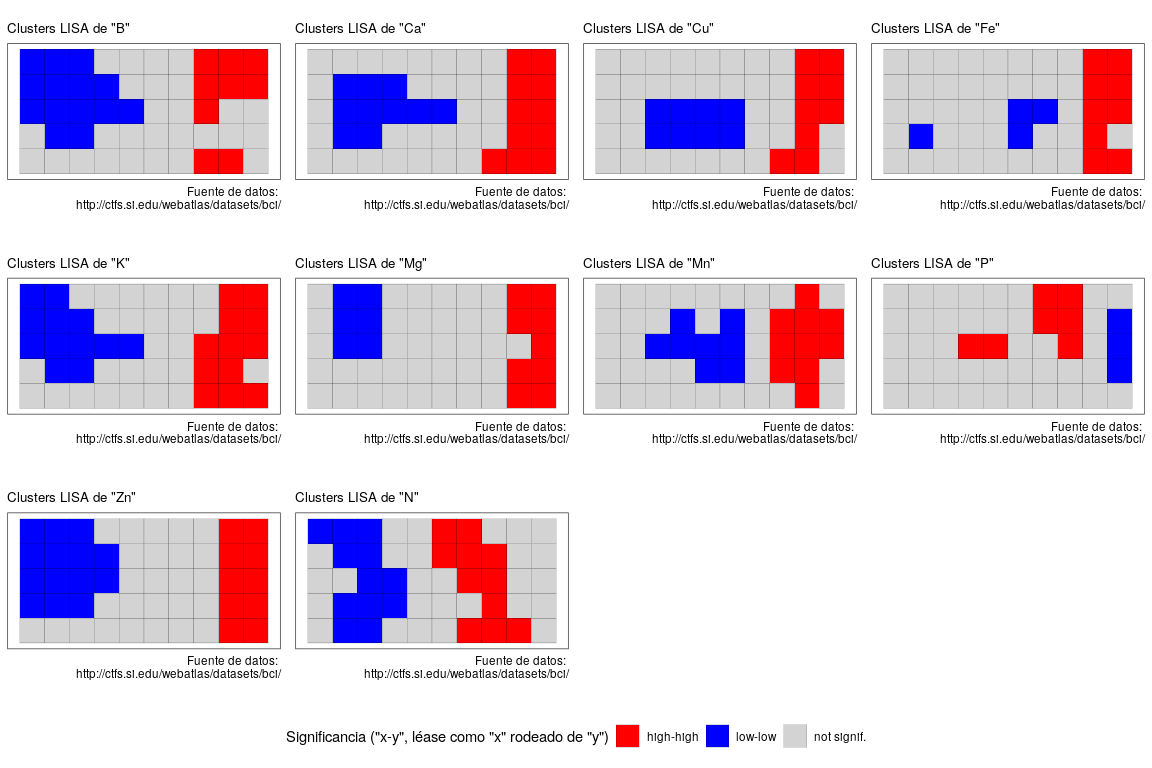 Clusters LISA de "B"
Fuente de datos:
http://ctfs.si.edu/webatlas/datasets/bci/
Clusters LISA de "Ca"
Fuente de datos:
http://ctfs.si.edu/webatlas/datasets/bci/
Clusters LISA de "Cu"
Fuente de datos:
http://ctfs.si.edu/webatlas/datasets/bci/
Clusters LISA de "Fe"
Fuente de datos:
http://ctfs.si.edu/webatlas/datasets/bci/
Clusters LISA de "K"
Fuente de datos:
http://ctfs.si.edu/webatlas/datasets/bci/
Clusters LISA de "Mg"
Fuente de datos:
http://ctfs.si.edu/webatlas/datasets/bci/
Clusters LISA de "Mn"
Fuente de datos:
http://ctfs.si.edu/webatlas/datasets/bci/
Clusters LISA de "P"
Fuente de datos:
http://ctfs.si.edu/webatlas/datasets/bci/
Clusters LISA de "Zn"
Fuente de datos:
http://ctfs.si.edu/webatlas/datasets/bci/
Clusters LISA de "N"
Fuente de datos:
http://ctfs.si.edu/webatlas/datasets/bci/
Significancia ("x-y", léase como "x" rodeado de "y") high-high low-low not signif.